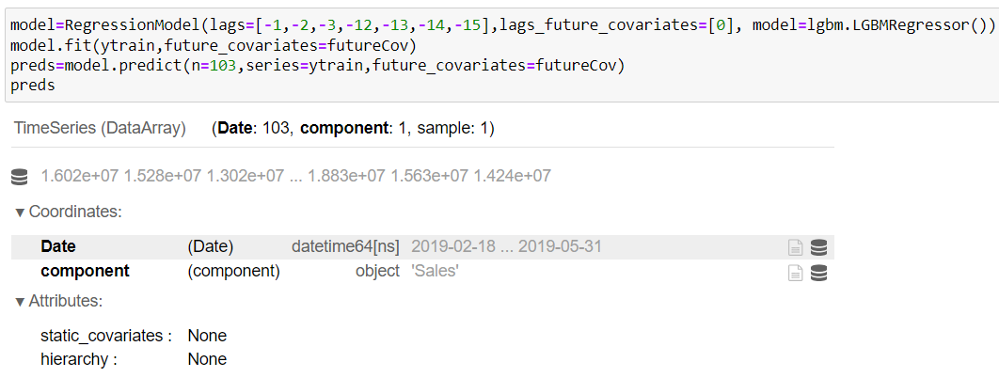 model=RegressionModel(lags=[-1,-2,-3,-12,-13,-14,-15],lags_future_covariates=[0], model=lgbm.LGBMRegressor())
model.fit(ytrain,future_covariates=futureCov)
preds=model.predict(n=103,series=ytrain,future_covariates=futureCov)
preds
TimeSeries (DataArray) (Date: 103, component: 1, sample: 1)
1.602e+07 1.528e+07 1.302e+07 ... 1.883e+07 1.563e+07 1.424e+07
▼ Coordinates:
Date (Date) datetime64[ns] 2019-02-18 ... 2019-05-31
component (component) object 'Sales'
▼ Attributes:
static_covariates : None
hierarchy : None